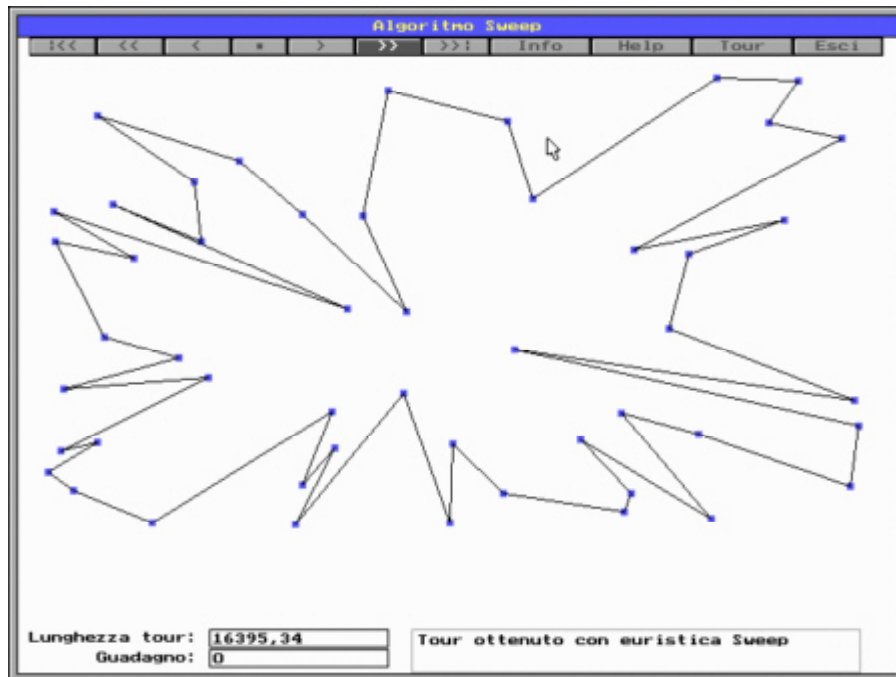 Algoritmo Sweep
|<< << < ■ > >> >>| Info Help Tour Esci
Lunghezza tour: 16395,34
Tour ottenuto con euristica Sweep
Guadagno: 0